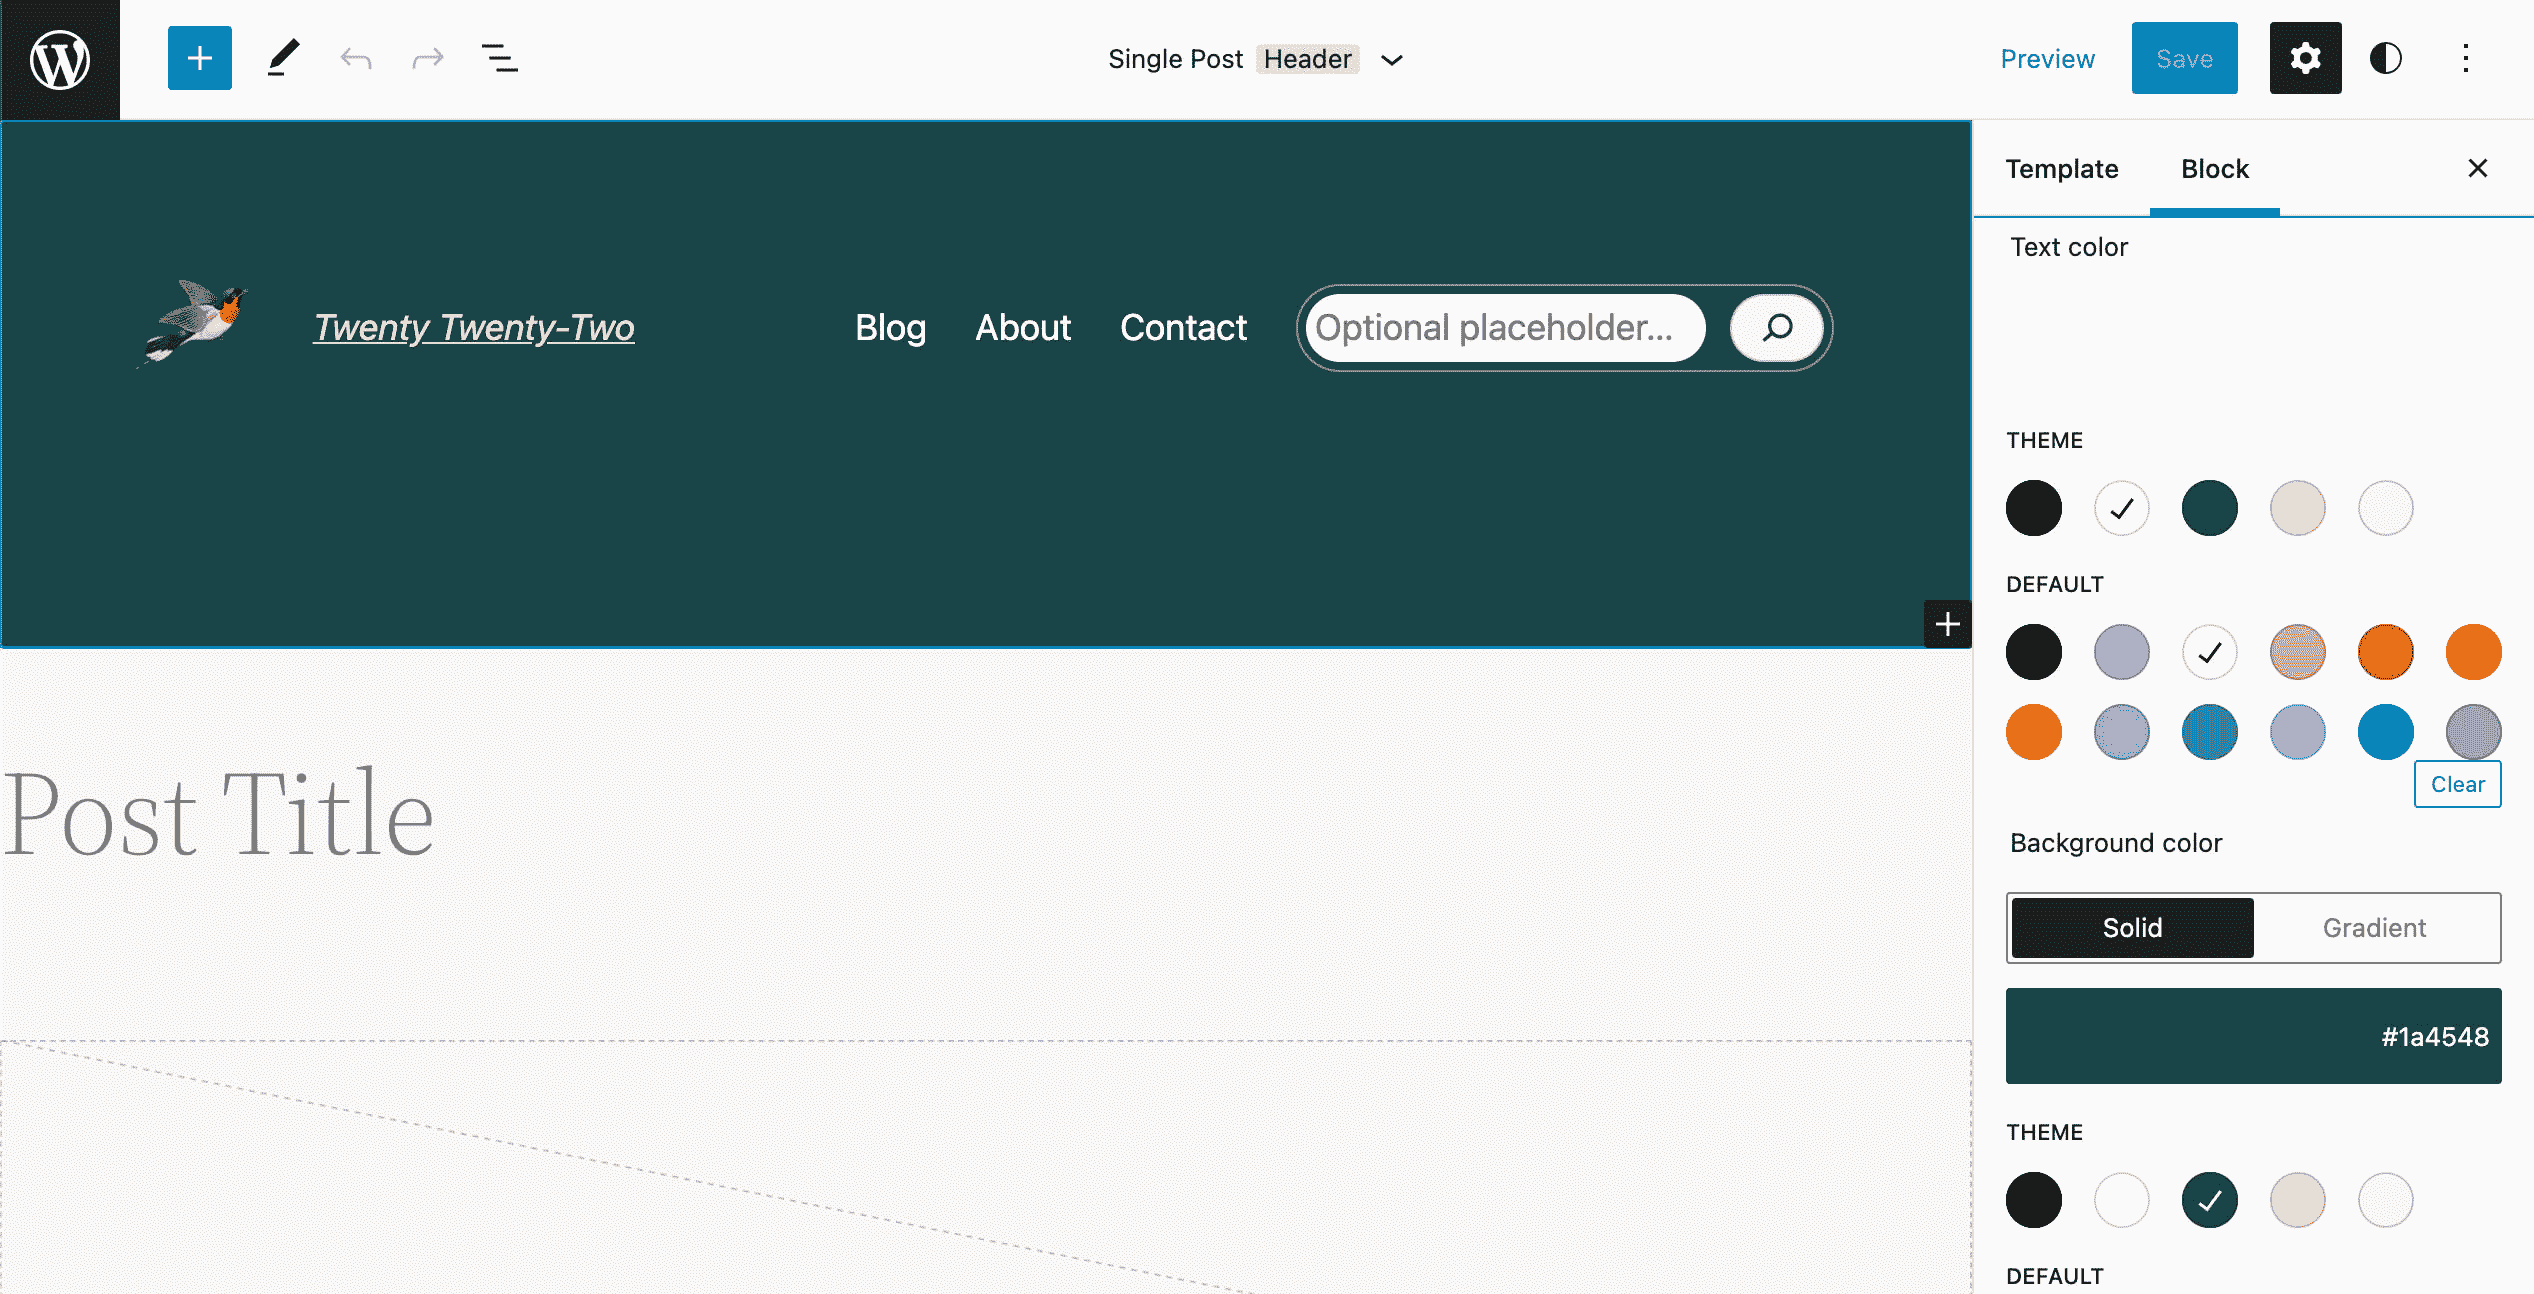 Single Post Header
Preview
Save
Template
Block
Text color
Twenty Twenty-Two
Blog
About
Contact
Optional placeholder...
THEME
DEFAULT
Clear
Post Title
Background color
Solid
Gradient
#1a4548
THEME
DEFAULT